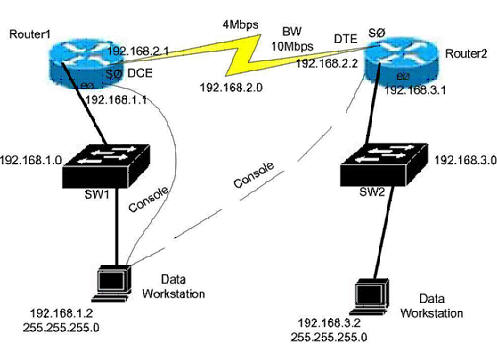 Router1
4Mbps
BW
10Mbps
DTE
SØ
Router2
192.168.2.1
SØ DCE
eØ
192.168.1.1
192.168.2.2
192.168.2.0
eØ
192.168.3.1
192.168.1.0
SW1
Console
Console
SW2
192.168.3.0
Data
Workstation
192.168.1.2
255.255.255.0
Data
Workstation
192.168.3.2
255.255.255.0